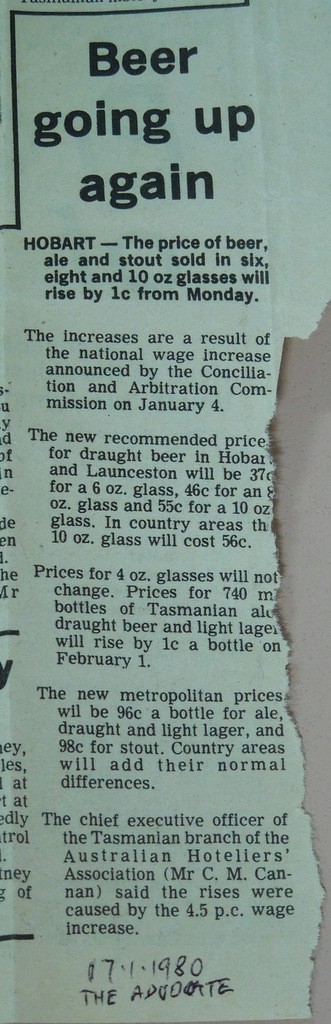 Beer
going up
again
HOBART — The price of beer,
ale and stout sold in six,
eight and 10 oz glasses will
rise by 1c from Monday.
The increases are a result of
the national wage increase
announced by the Concilia-
tion and Arbitration Com-
mission on January 4.
The new recommended price
for draught beer in Hobar
and Launceston will be 37c
for a 6 oz. glass, 46c for an 8
oz. glass and 55c for a 10 oz
glass. In country areas th
10 oz. glass will cost 56c.
Prices for 4 oz. glasses will not
change. Prices for 740 m
bottles of Tasmanian ale
draught beer and light lager
will rise by 1c a bottle on
February 1.
The new metropolitan prices
wil be 96c a bottle for ale,
draught and light lager, and
98c for stout. Country areas
will add their normal
differences.
The chief executive officer of
the Tasmanian branch of the
Australian Hoteliers'
Association (Mr C. M. Can-
nan) said the rises were
caused by the 4.5 p.c. wage
increase.
17.1.1980
THE ADVOCATE